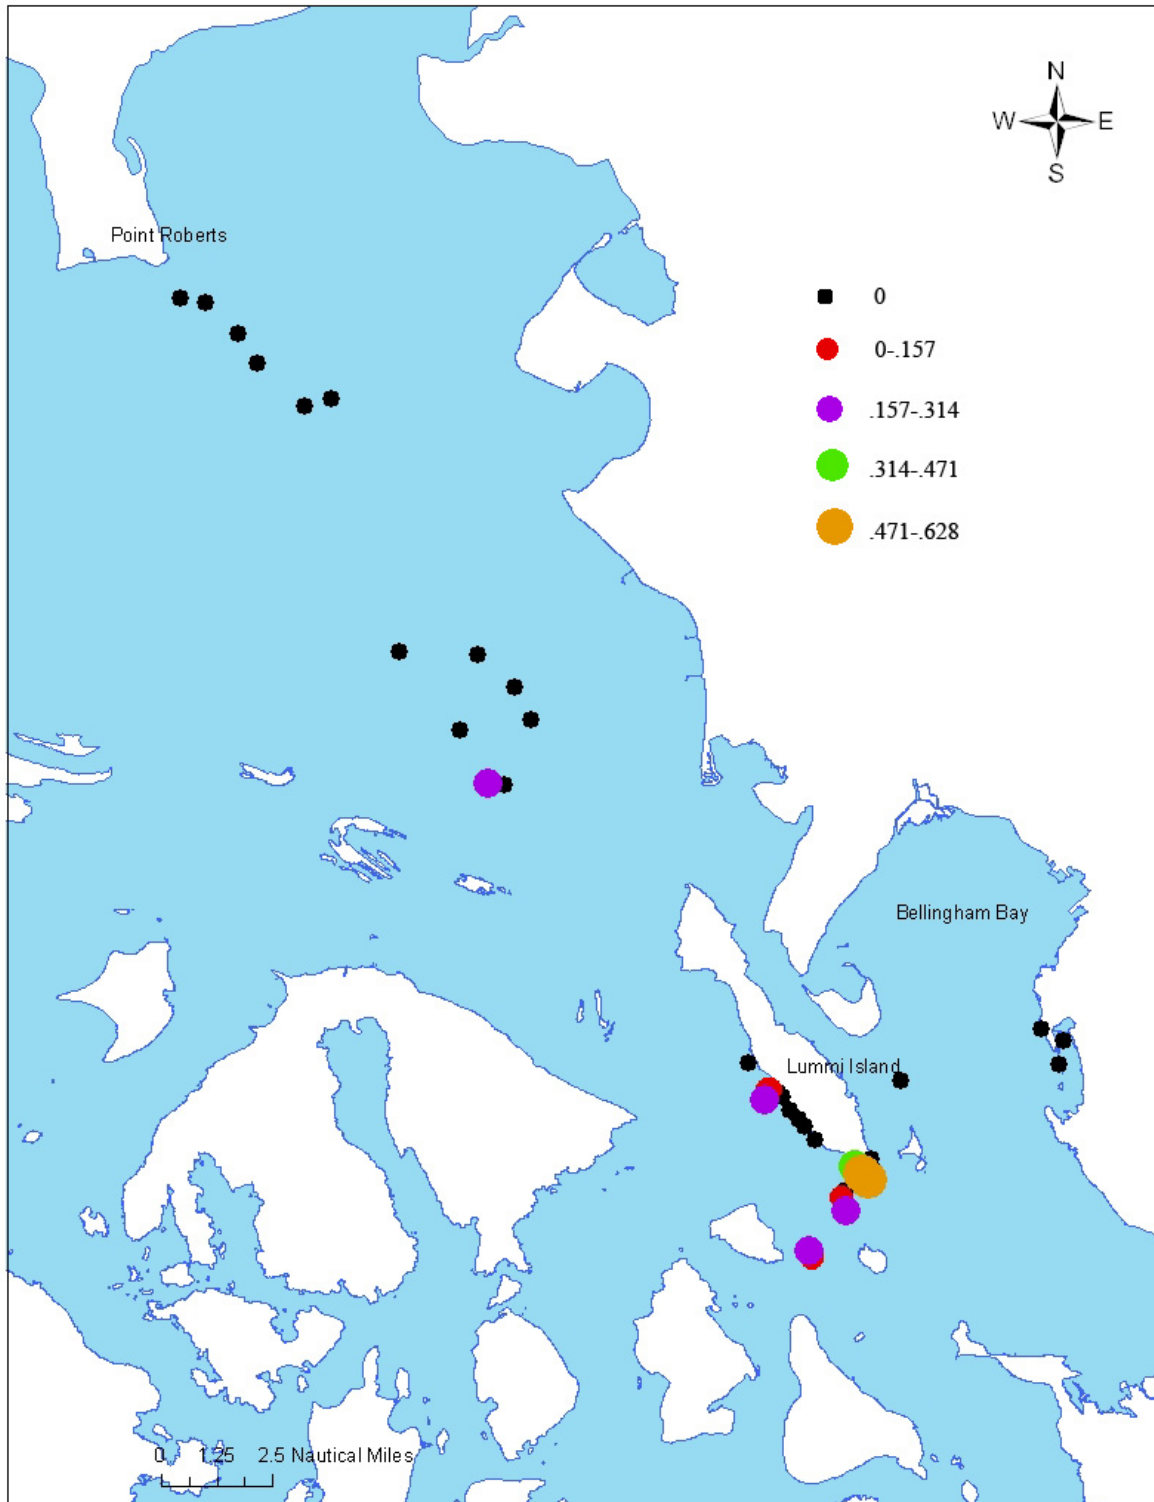 N
W E
S
Point Roberts
0
0-.157
.157-.314
.314-.471
.471-.628
Bellingham Bay
Lummi Island
0 1.25 2.5 Nautical Miles